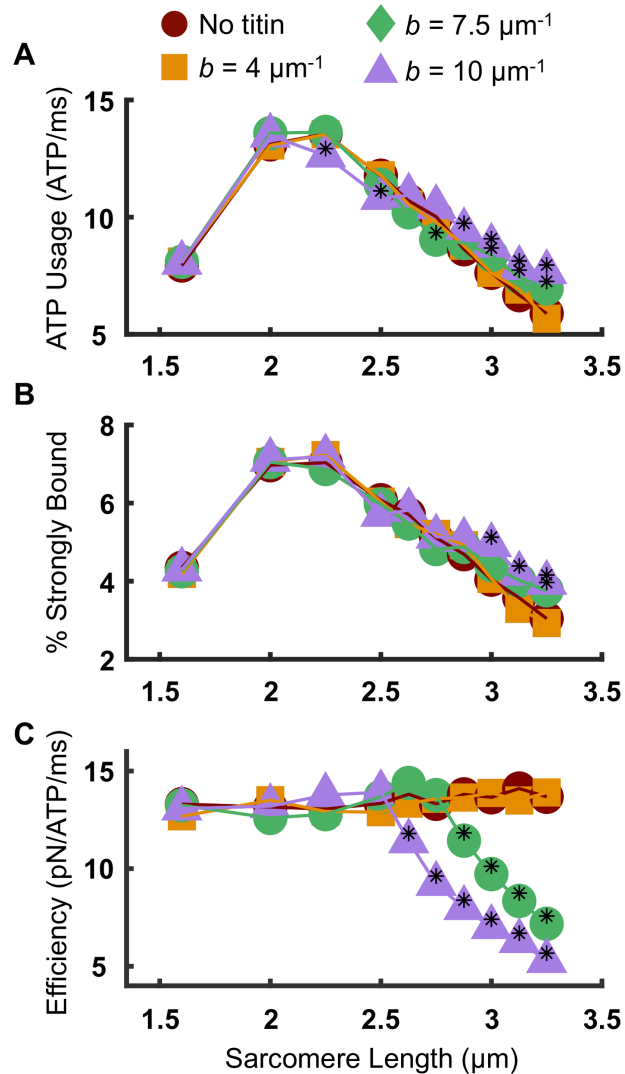 No titin
b = 7.5 µm⁻¹
b = 4 µm⁻¹
b = 10 µm⁻¹
A
ATP Usage (ATP/ms)
15
10
5
1.5 2 2.5 3 3.5
B
% Strongly Bound
8
6
4
2
1.5 2 2.5 3 3.5
C
Efficiency (pN/ATP/ms)
15
10
5
1.5 2 2.5 3 3.5
Sarcomere Length (µm)